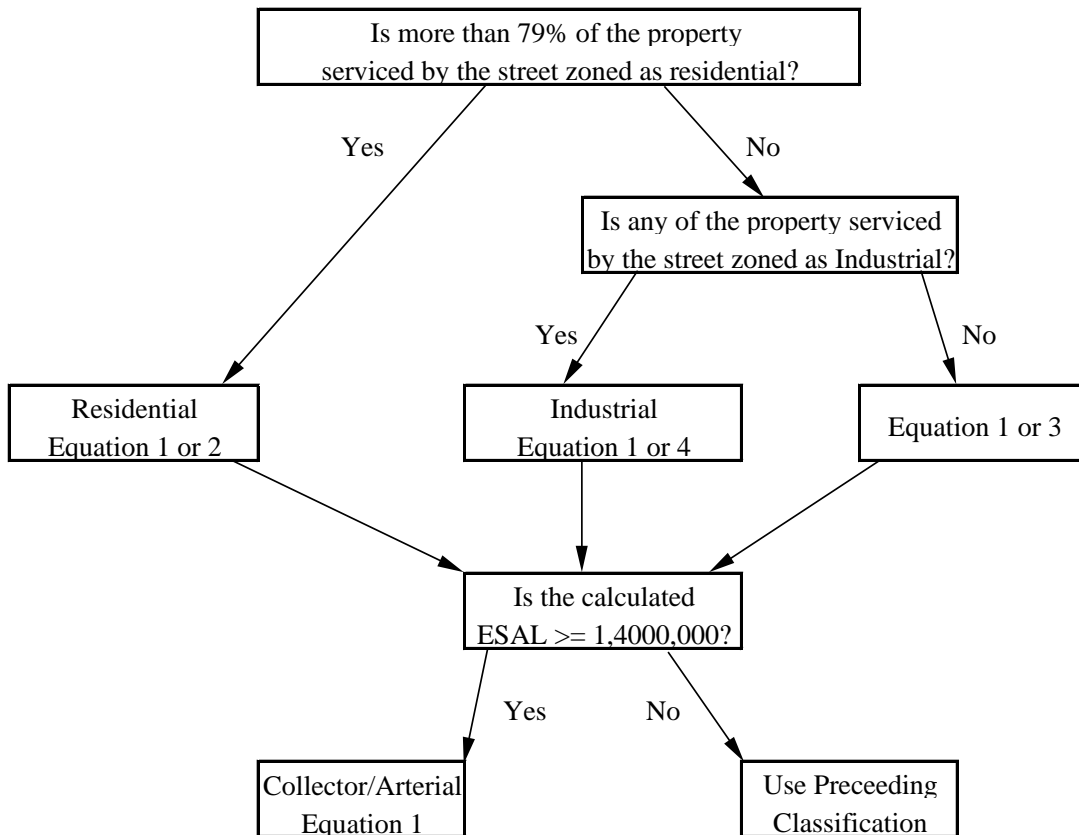 Is more than 79% of the property
serviced by the street zoned as residential?
Yes
No
Is any of the property serviced
by the street zoned as Industrial?
Yes
No
Residential
Equation 1 or 2
Industrial
Equation 1 or 4
Equation 1 or 3
Is the calculated
ESAL >= 1,4000,000?
Yes
No
Collector/Arterial
Equation 1
Use Preceeding
Classification